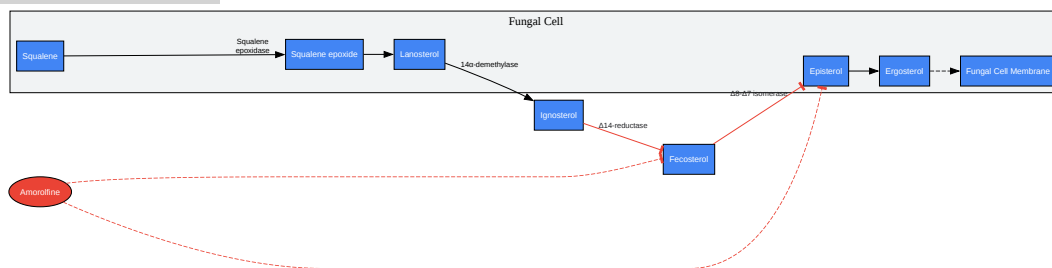 Fungal Cell
Squalene
Squalene
epoxidase
Squalene epoxide
Lanosterol
14α-demethylase
Ignosterol
Δ14-reductase
Fecosterol
Δ8-Δ7 isomerase
Episterol
Ergosterol
Fungal Cell Membrane
Amorolfine